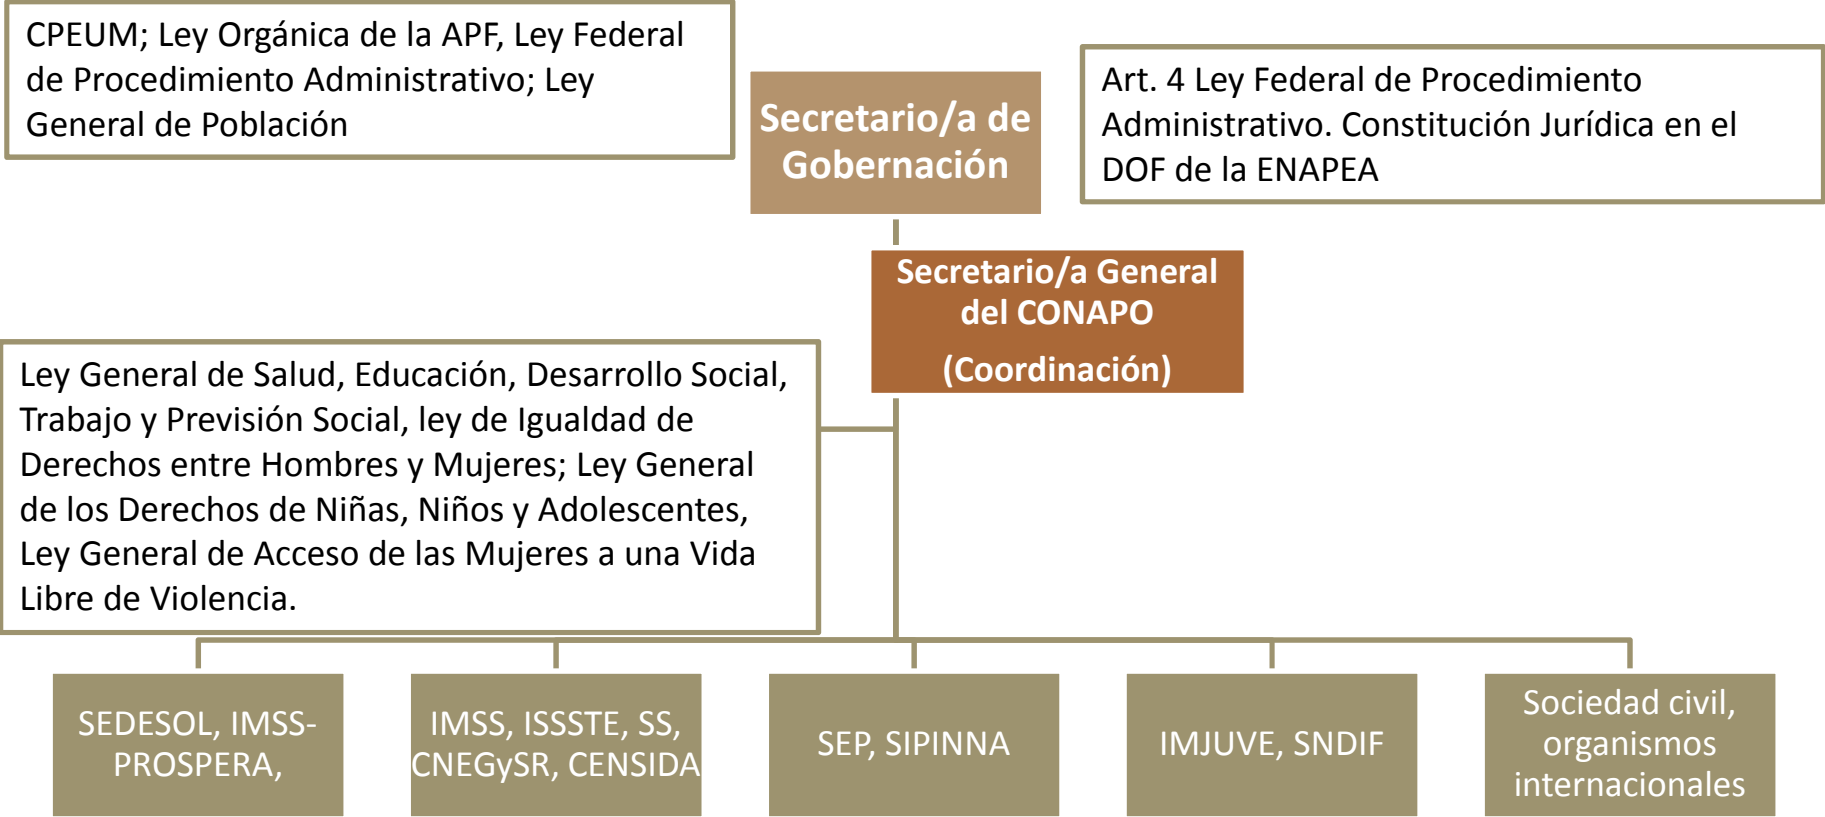 CPEUM; Ley Orgánica de la APF, Ley Federal
de Procedimiento Administrativo; Ley
General de Población
Secretario/a de
Gobernación
Art. 4 Ley Federal de Procedimiento
Administrativo. Constitución Jurídica en el
DOF de la ENAPEA
Secretario/a General
del CONAPO
(Coordinación)
Ley General de Salud, Educación, Desarrollo Social,
Trabajo y Previsión Social, ley de Igualdad de
Derechos entre Hombres y Mujeres; Ley General
de los Derechos de Niñas, Niños y Adolescentes,
Ley General de Acceso de las Mujeres a una Vida
Libre de Violencia.
SEDESOL, IMSS-
PROSPERA,
IMSS, ISSSTE, SS,
CNEGySR, CENSIDA
SEP, SIPINNA
IMJUVE, SNDIF
Sociedad civil,
organismos
internacionales